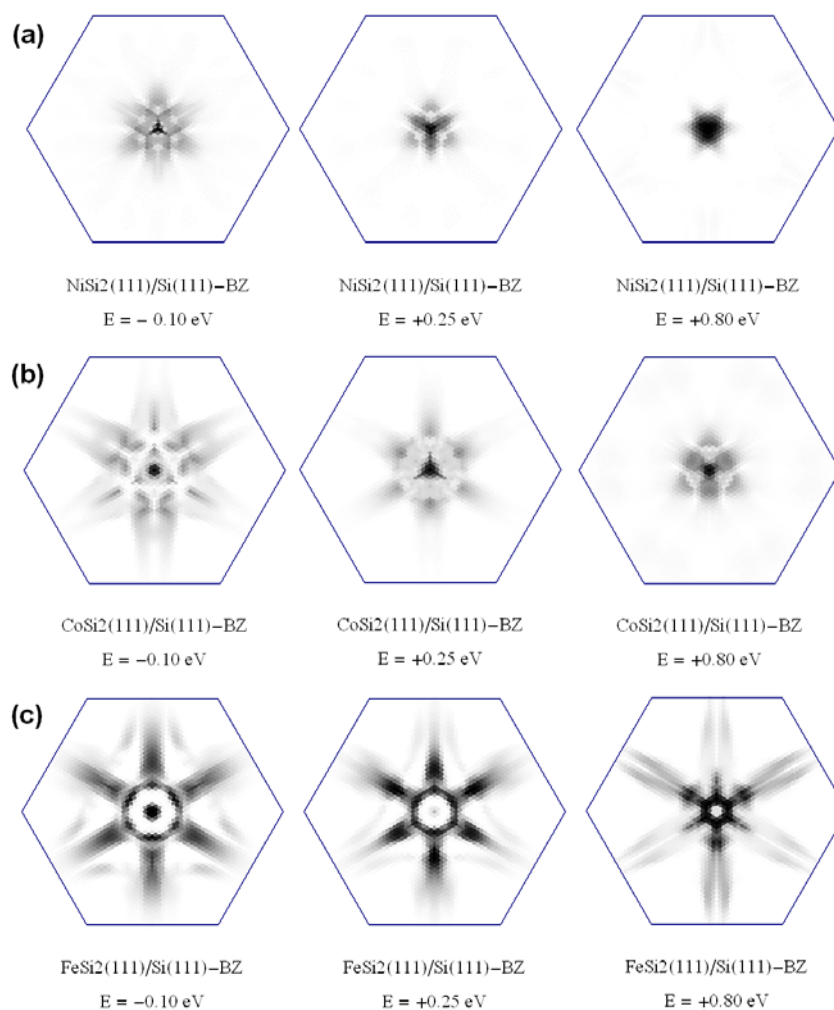 (a)
NiSi2(111)/Si(111)−BZ NiSi2(111)/Si(111)−BZ NiSi2(111)/Si(111)−BZ
E = − 0.10 eV E = +0.25 eV E = +0.80 eV
(b)
CoSi2(111)/Si(111)−BZ CoSi2(111)/Si(111)−BZ CoSi2(111)/Si(111)−BZ
E = −0.10 eV E = +0.25 eV E = +0.80 eV
(c)
FeSi2(111)/Si(111)−BZ FeSi2(111)/Si(111)−BZ FeSi2(111)/Si(111)−BZ
E = −0.10 eV E = +0.25 eV E = +0.80 eV